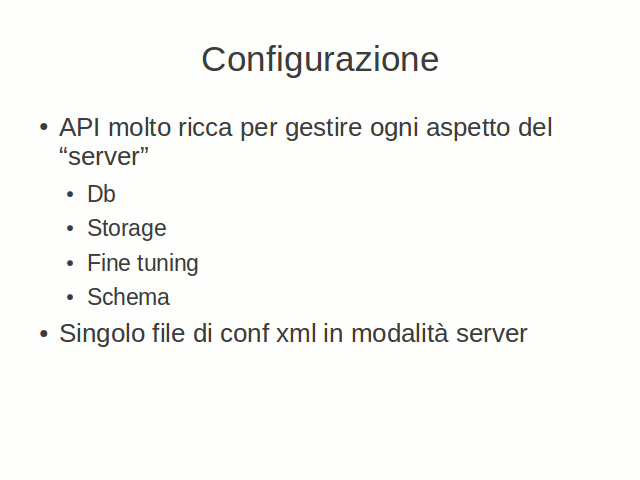 Configurazione
• API molto ricca per gestire ogni aspetto del
“server”
• Db
• Storage
• Fine tuning
• Schema
• Singolo file di conf xml in modalità server